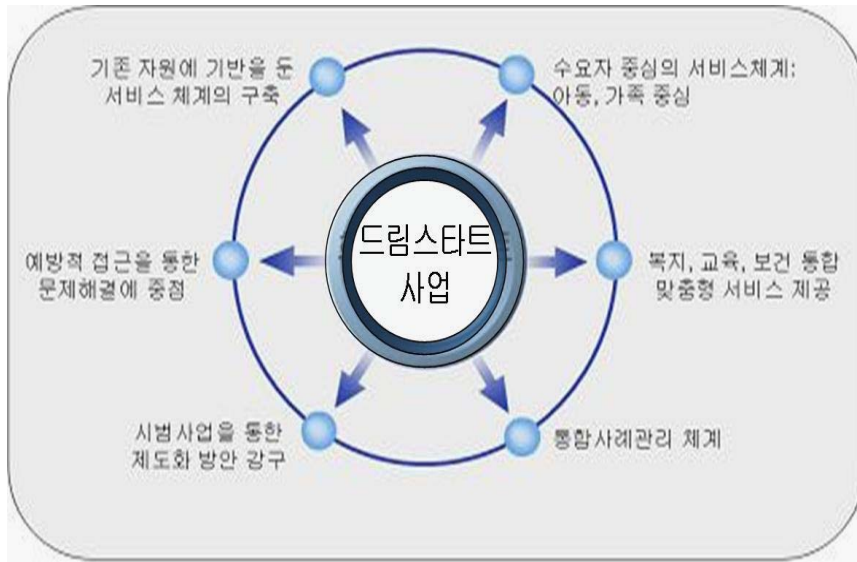 기존 자원에 기반을 둔
서비스 체계의 구축
수요자 중심의 서비스체계:
아동, 가족 중심
드림스타트
사업
예방적 접근을 통한
문제해결에 중점
복지, 교육, 보건 통합
맞춤형 서비스 제공
시범사업을 통한
제도화 방안 강구
통합사례관리 체계